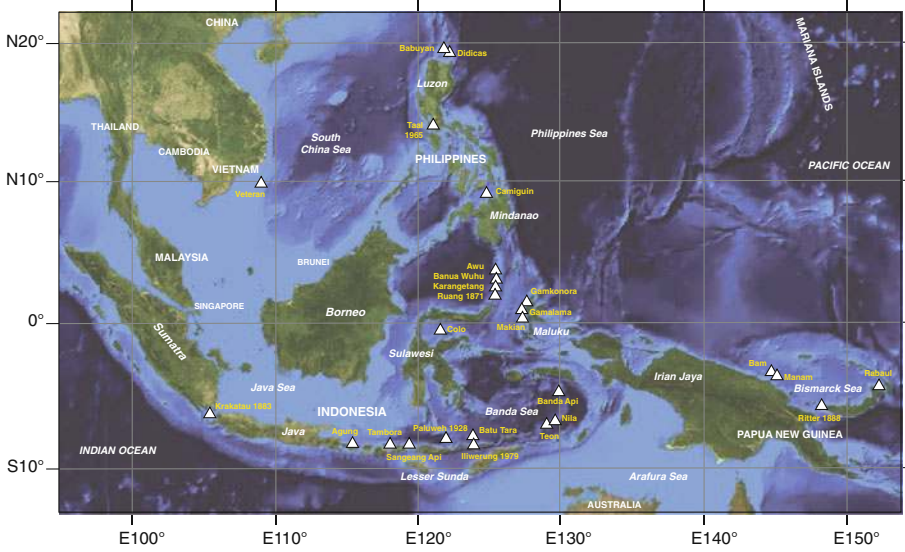 CHINA
N20°
Babuyan
Didicas
MARIANA ISLANDS
Luzon
THAILAND
Taal
1965
South
China Sea
Philippines Sea
CAMBODIA
PHILIPPINES
VIETNAM
PACIFIC OCEAN
N10°
Veteran
Camiguin
Mindanao
MALAYSIA
BRUNEI
Awu
Banua Wuhu
Karangetang
Ruang 1871
Gamkonora
SINGAPORE
Borneo
Gamalama
0°
Colo
Makian
Maluku
Sumatra
Sulawesi
Bam
Manam
Rabaul
Irian Jaya
Bismarck Sea
Java Sea
Krakatau 1883
INDONESIA
Banda Api
Banda Sea
Nila
Ritter 1888
Java
Agung
Tambora
Paluweh 1928
Batu Tara
Teon
PAPUA NEW GUINEA
INDIAN OCEAN
Sangeang Api
Iliwerung 1979
S10°
Lesser Sunda
Arafura Sea
AUSTRALIA
E100°
E110°
E120°
E130°
E140°
E150°